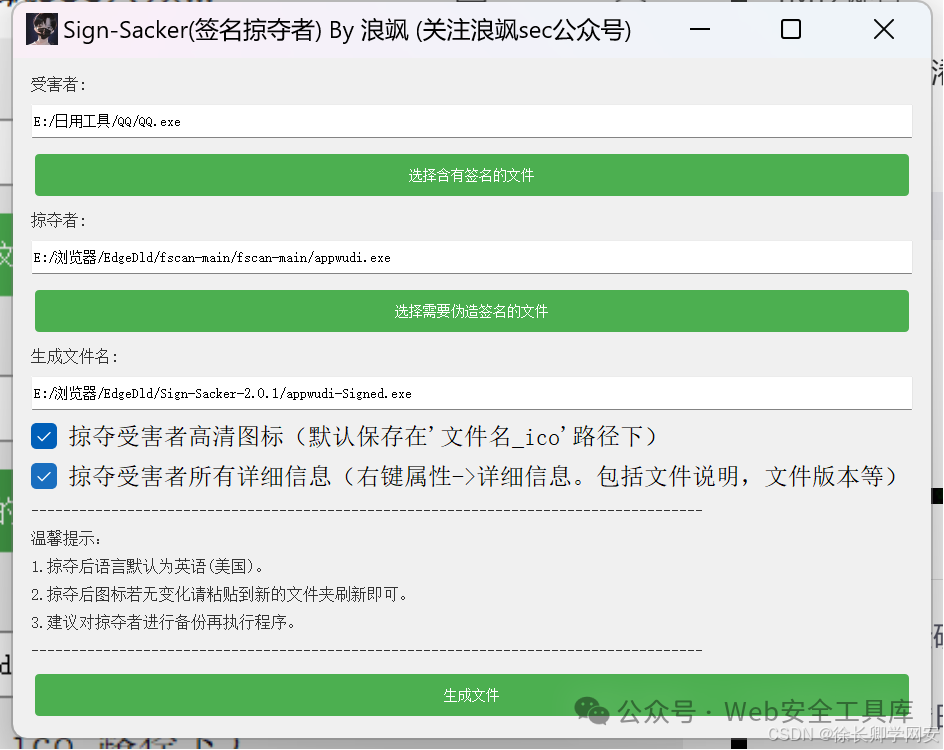 Sign-Sacker(签名掠夺者) By 浪飒 (关注浪飒sec公众号)
受害者:
E:/日用工具/QQ/QQ.exe
选择含有签名的文件
掠夺者:
E:/浏览器/EdgeDld/fscan-main/fscan-main/appwudi.exe
选择需要伪造签名的文件
生成文件名:
E:/浏览器/EdgeDld/Sign-Sacker-2.0.1/appwudi-Signed.exe
掠夺受害者高清图标（默认保存在'文件名_ico'路径下）
掠夺受害者所有详细信息（右键属性->详细信息。包括文件说明，文件版本等）
--------------------------------------------------------------------------------
温馨提示:
1.掠夺后语言默认为英语(美国)。
2.掠夺后图标若无变化请粘贴到新的文件夹刷新即可。
3.建议对掠夺者进行备份再执行程序。
--------------------------------------------------------------------------------
生成文件
公众号 · Web安全工具库
CSDN @徐长卿学网安